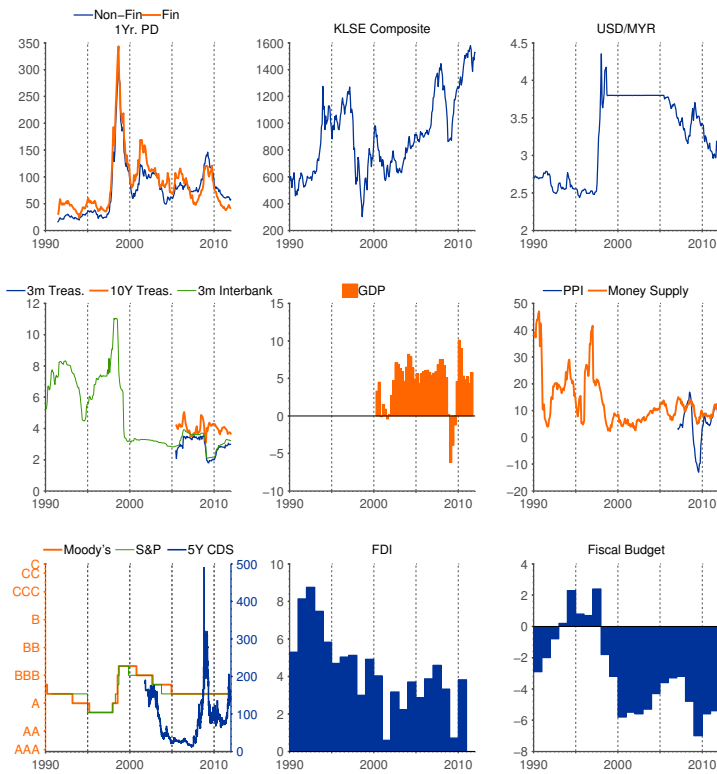 Non−Fin Fin
1Yr. PD
350
300
250
200
150
100
50
0
1990 2000 2010
KLSE Composite
1600
1400
1200
1000
800
600
400
200
1990 2000 2010
USD/MYR
4.5
4
3.5
3
2.5
2
1990 2000 2010
3m Treas. 10Y Treas. 3m Interbank
12
10
8
6
4
2
0
1990 2000 2010
GDP
15
10
5
0
−5
−10
1990 2000 2010
PPI Money Supply
50
40
30
20
10
0
−10
−20
1990 2000 2010
Moody's S&P 5Y CDS
C
CC
CCC
B
BB
BBB
A
AA
AAA
500
400
300
200
100
0
1990 2000 2010
FDI
10
8
6
4
2
0
1990 2000 2010
Fiscal Budget
4
2
0
−2
−4
−6
−8
1990 2000 2010